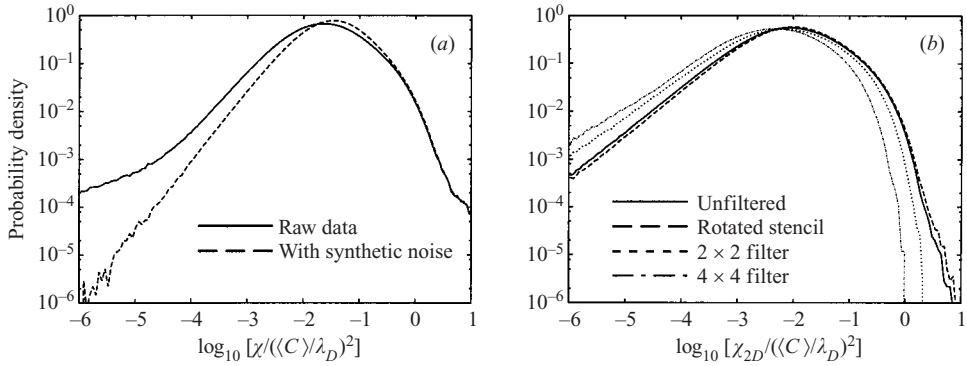 10^0
10^-1
10^-2
10^-3
10^-4
10^-5
10^-6
Probability density
(a)
Raw data
With synthetic noise
–6 –5 –4 –3 –2 –1 0 1
log10 [χ/(⟨C⟩/λD)^2]
10^0
10^-1
10^-2
10^-3
10^-4
10^-5
10^-6
(b)
Unfiltered
Rotated stencil
2 × 2 filter
4 × 4 filter
–6 –5 –4 –3 –2 –1 0 1
log10 [χ2D/(⟨C⟩/λD)^2]